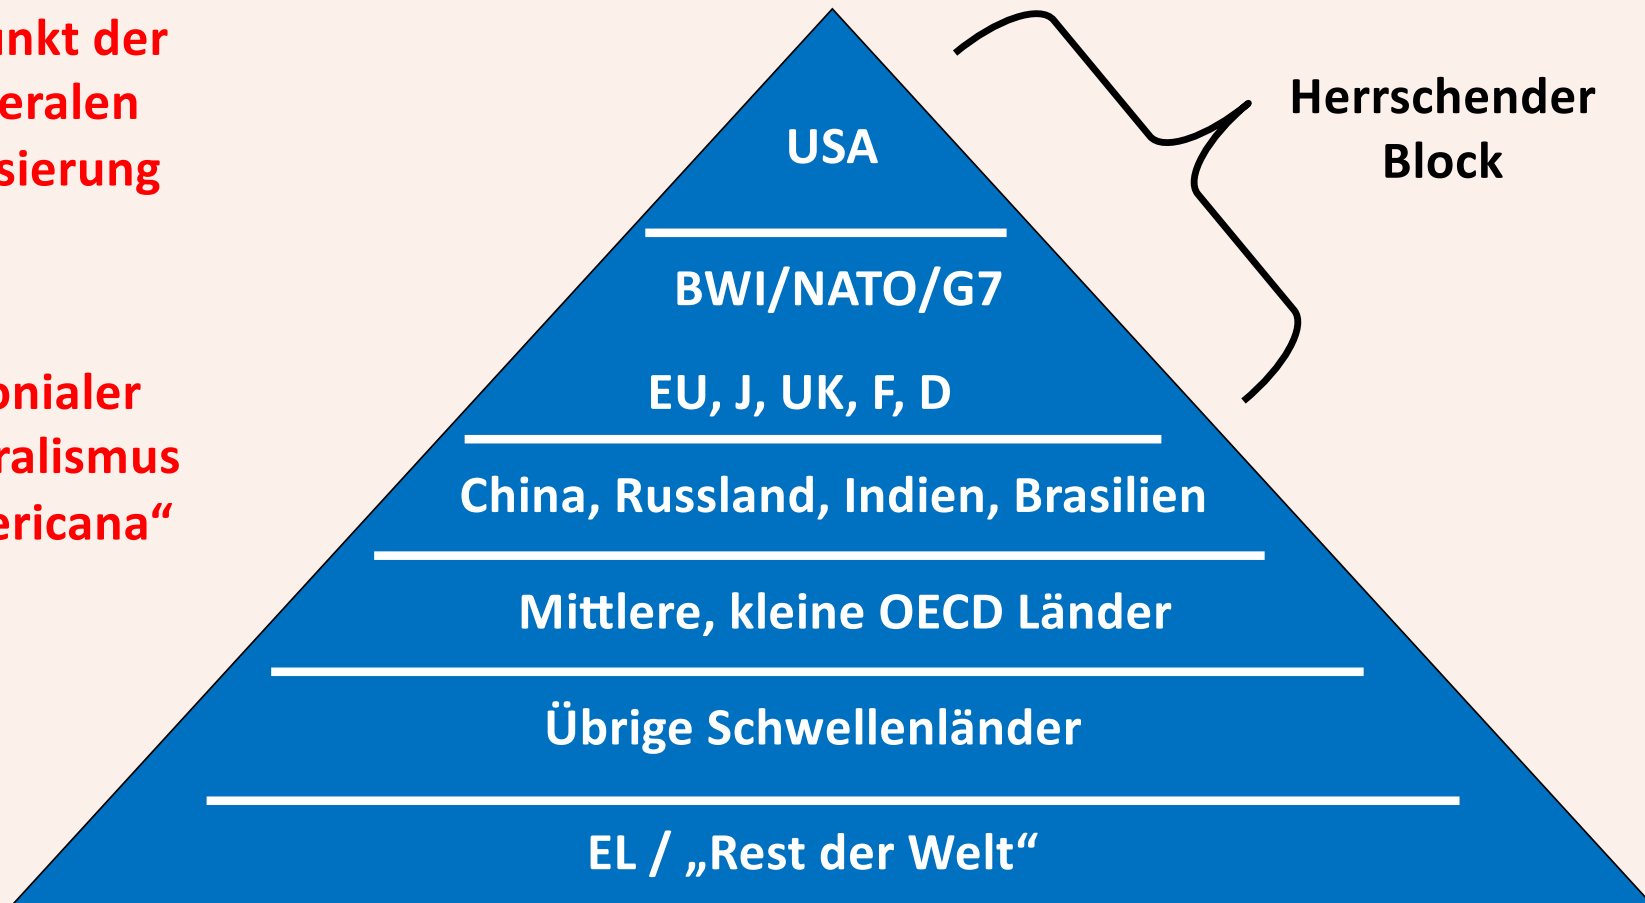 unkt der
eralen
sierung
USA
Herrschender
Block
BWI/NATO/G7
EU, J, UK, F, D
onialer
ralismus
ericana“
China, Russland, Indien, Brasilien
Mittlere, kleine OECD Länder
Übrige Schwellenländer
EL / „Rest der Welt“